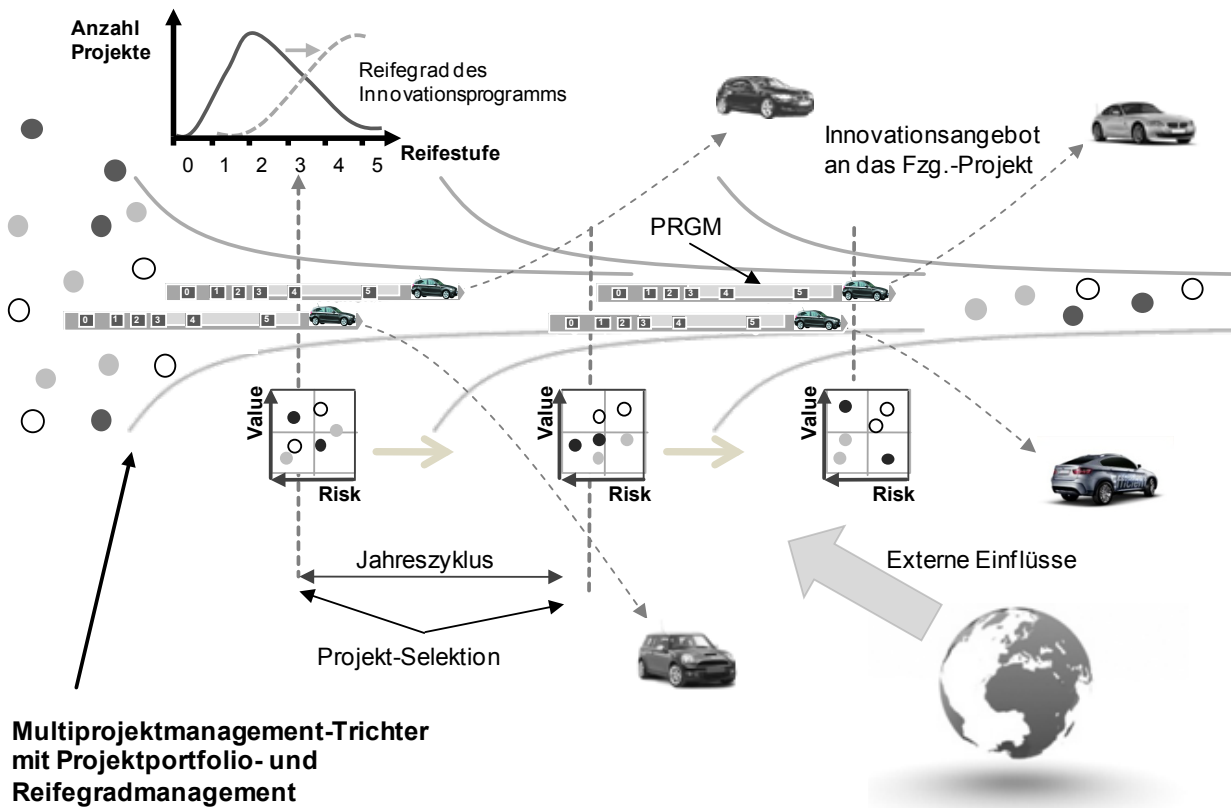 Anzahl
Projekte
Reifegrad des
Innovationsprogramms
0 1 2 3 4 5
Reifestufe
Innovationsangebot
an das Fzg.-Projekt
PRGM
0 1 2 3 4 5
0 1 2 3 4 5
0 1 2 3 4 5
0 1 2 3 4 5
Value
Risk
Value
Risk
Value
Risk
Jahreszyklus
Projekt-Selektion
Externe Einflüsse
Multiprojektmanagement-Trichter
mit Projektportfolio- und
Reifegradmanagement